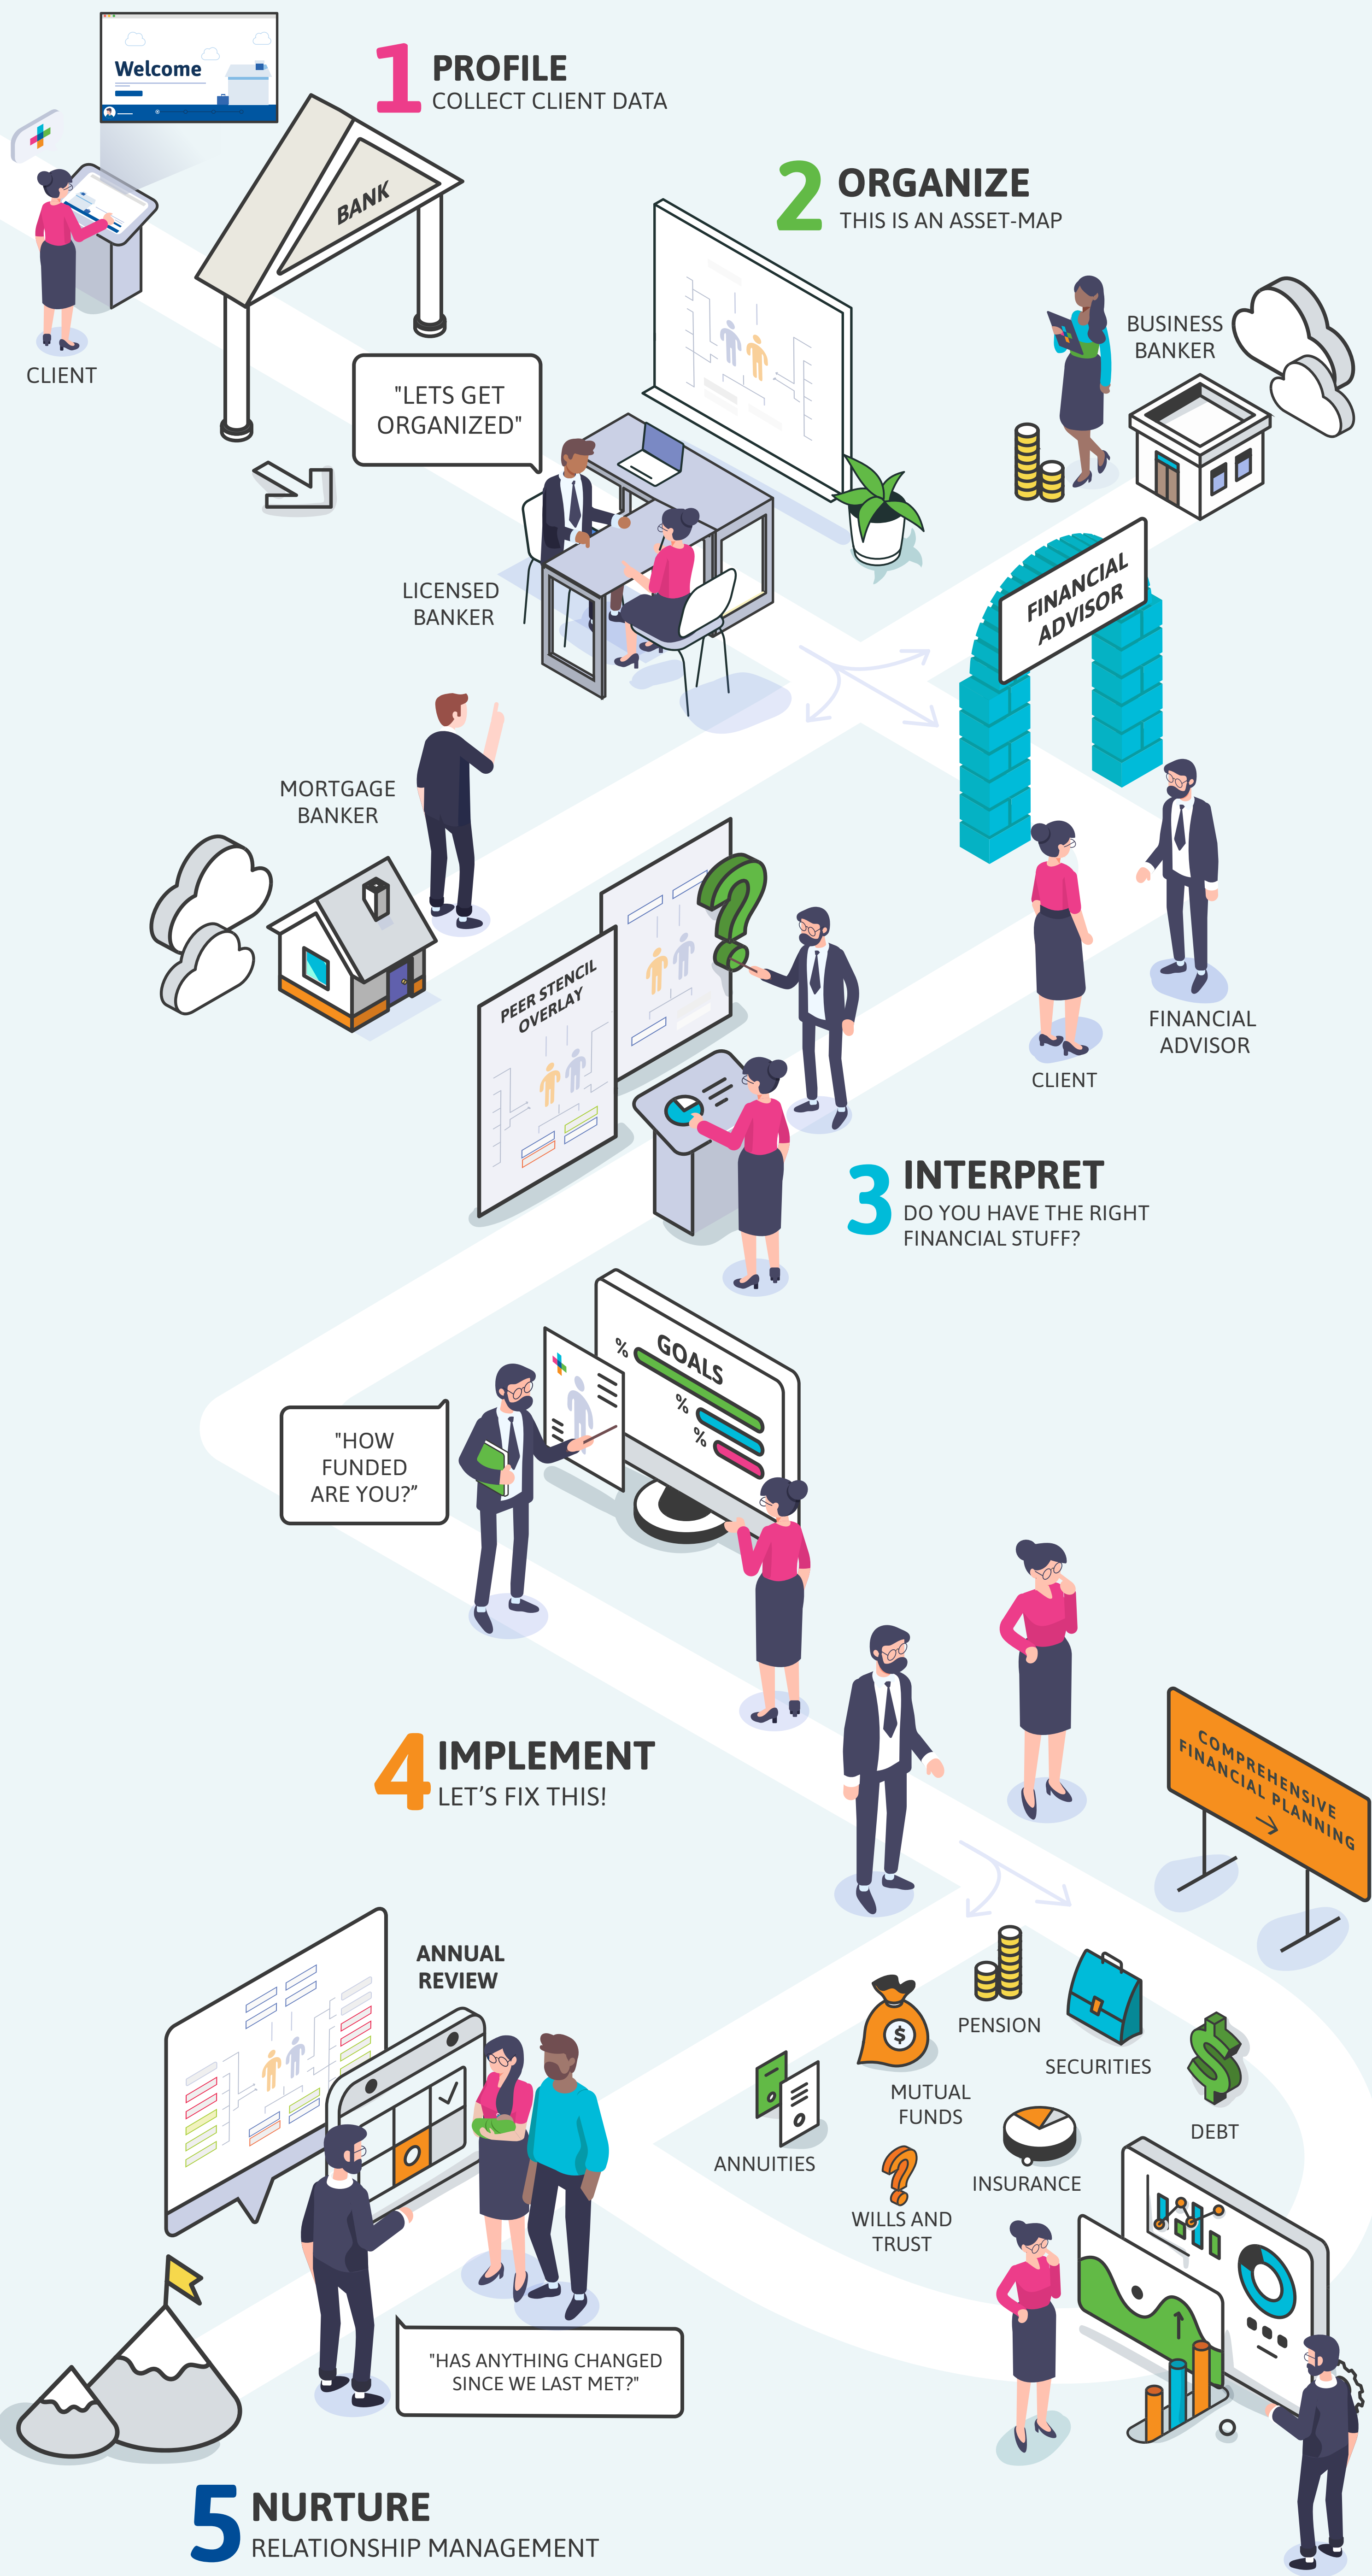 Welcome
1 PROFILE
COLLECT CLIENT DATA
BANK
CLIENT
2 ORGANIZE
THIS IS AN ASSET-MAP
BUSINESS
BANKER
"LETS GET
ORGANIZED"
LICENSED
BANKER
FINANCIAL
ADVISOR
MORTGAGE
BANKER
PEER STENCIL
OVERLAY
?
FINANCIAL
ADVISOR
CLIENT
3 INTERPRET
DO YOU HAVE THE RIGHT
FINANCIAL STUFF?
GOALS
%
%
%
"HOW
FUNDED
ARE YOU?”
4 IMPLEMENT
LET’S FIX THIS!
COMPREHENSIVE
FINANCIAL PLANNING
→
ANNUAL
REVIEW
$
PENSION
SECURITIES
MUTUAL
FUNDS
$
DEBT
ANNUITIES
INSURANCE
?
WILLS AND
TRUST
"HAS ANYTHING CHANGED
SINCE WE LAST MET?"
5 NURTURE
RELATIONSHIP MANAGEMENT